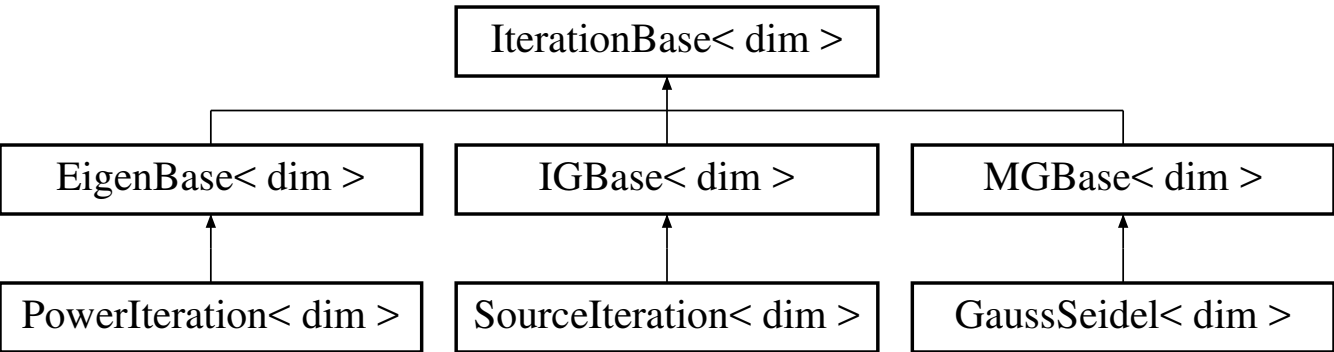 IterationBase< dim >
EigenBase< dim >
IGBase< dim >
MGBase< dim >
PowerIteration< dim >
SourceIteration< dim >
GaussSeidel< dim >